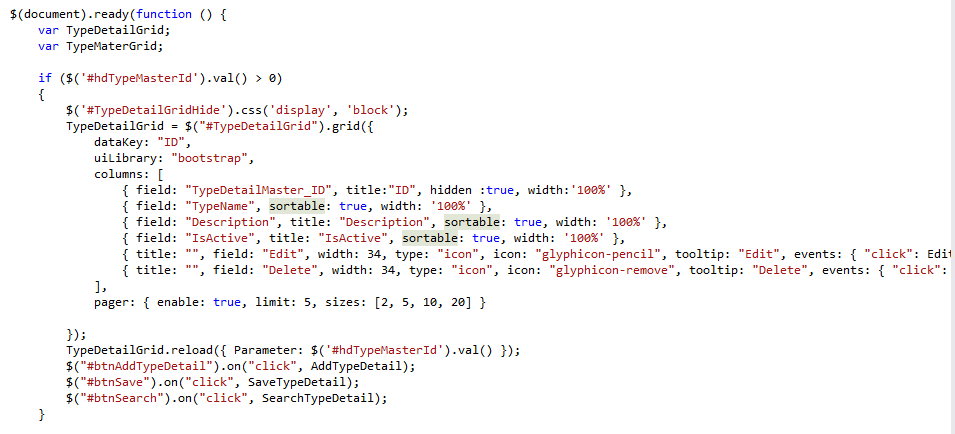 $(document).ready(function () {
    var TypeDetailGrid;
    var TypeMaterGrid;

    if ($('#hdTypeMasterId').val() > 0)
    {
        $('#TypeDetailGridHide').css('display', 'block');
        TypeDetailGrid = $("#TypeDetailGrid").grid({
            dataKey: "ID",
            uiLibrary: "bootstrap",
            columns: [
                { field: "TypeDetailMaster_ID", title:"ID", hidden :true, width:'100%' },
                { field: "TypeName", sortable: true, width: '100%' },
                { field: "Description", title: "Description", sortable: true, width: '100%' },
                { field: "IsActive", title: "IsActive", sortable: true, width: '100%' },
                { title: "", field: "Edit", width: 34, type: "icon", icon: "glyphicon-pencil", tooltip: "Edit", events: { "click": Edit
                { title: "", field: "Delete", width: 34, type: "icon", icon: "glyphicon-remove", tooltip: "Delete", events: { "click":
            ],
            pager: { enable: true, limit: 5, sizes: [2, 5, 10, 20] }

        });
        TypeDetailGrid.reload({ Parameter: $('#hdTypeMasterId').val() });
        $("#btnAddTypeDetail").on("click", AddTypeDetail);
        $("#btnSave").on("click", SaveTypeDetail);
        $("#btnSearch").on("click", SearchTypeDetail);
    }